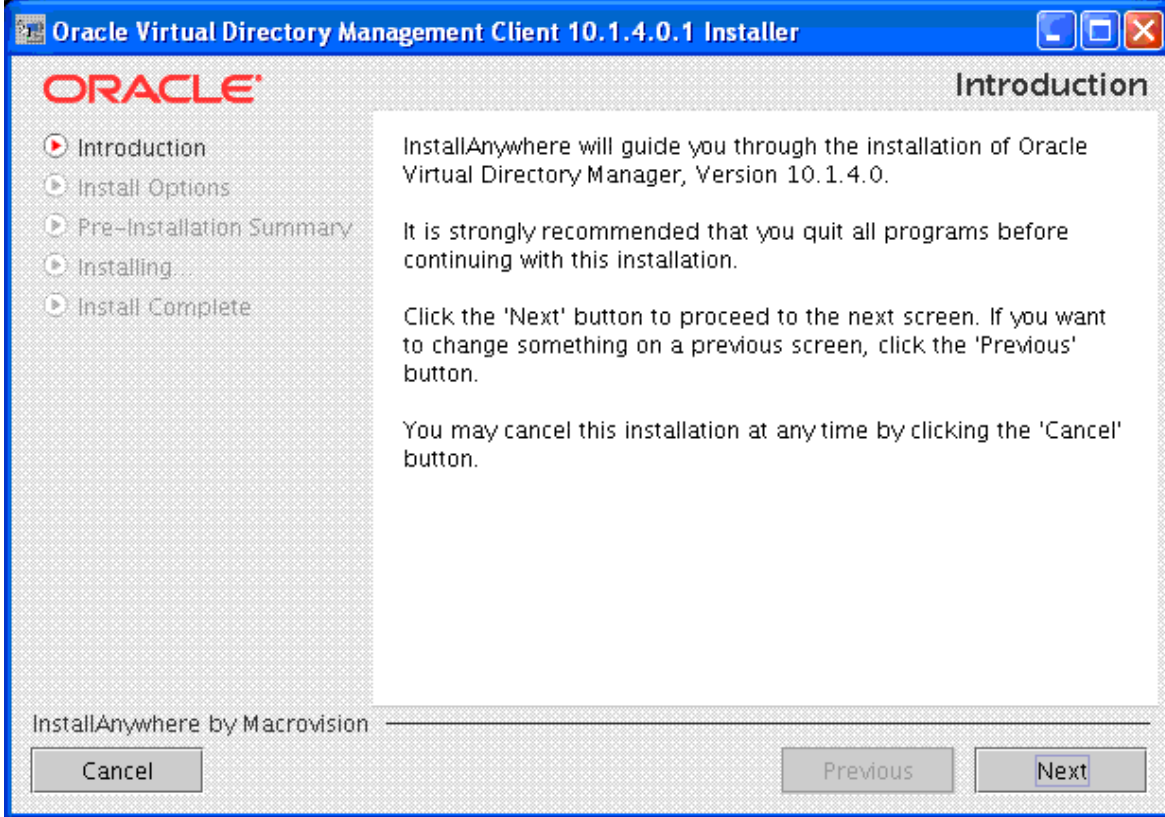 Oracle Virtual Directory Management Client 10.1.4.0.1 Installer
ORACLE®
Introduction
Introduction
Install Options
Pre-Installation Summary
Installing...
Install Complete
InstallAnywhere will guide you through the installation of Oracle
Virtual Directory Manager, Version 10.1.4.0.
It is strongly recommended that you quit all programs before
continuing with this installation.
Click the 'Next' button to proceed to the next screen. If you want
to change something on a previous screen, click the 'Previous'
button.
You may cancel this installation at any time by clicking the 'Cancel'
button.
InstallAnywhere by Macrovision
Cancel
Previous
Next